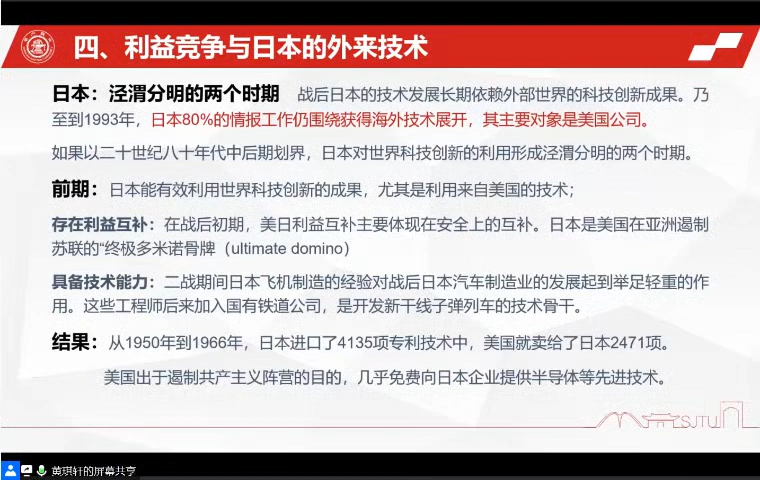 四、利益竞争与日本的外来技术
日本：泾渭分明的两个时期 战后日本的技术发展长期依赖外部世界的科技创新成果。乃
至到1993年，日本80%的情报工作仍围绕获得海外技术展开，其主要对象是美国公司。
如果以二十世纪八十年代中后期划界，日本对世界科技创新的利用形成泾渭分明的两个时期。
前期：日本能有效利用世界科技创新的成果，尤其是利用来自美国的技术；
存在利益互补：在战后初期，美日利益互补主要体现在安全上的互补。日本是美国在亚洲遏制
苏联的“终极多米诺骨牌（ultimate domino）
具备技术能力：二战期间日本飞机制造的经验对战后日本汽车制造业的发展起到举足轻重的作
用。这些工程师后来加入国有铁道公司，是开发新干线子弹列车的技术骨干。
结果：从1950年到1966年，日本进口了4135项专利技术中，美国就卖给了日本2471项。
美国出于遏制共产主义阵营的目的，几乎免费向日本企业提供半导体等先进技术。
SJTU
黄琪轩的屏幕共享